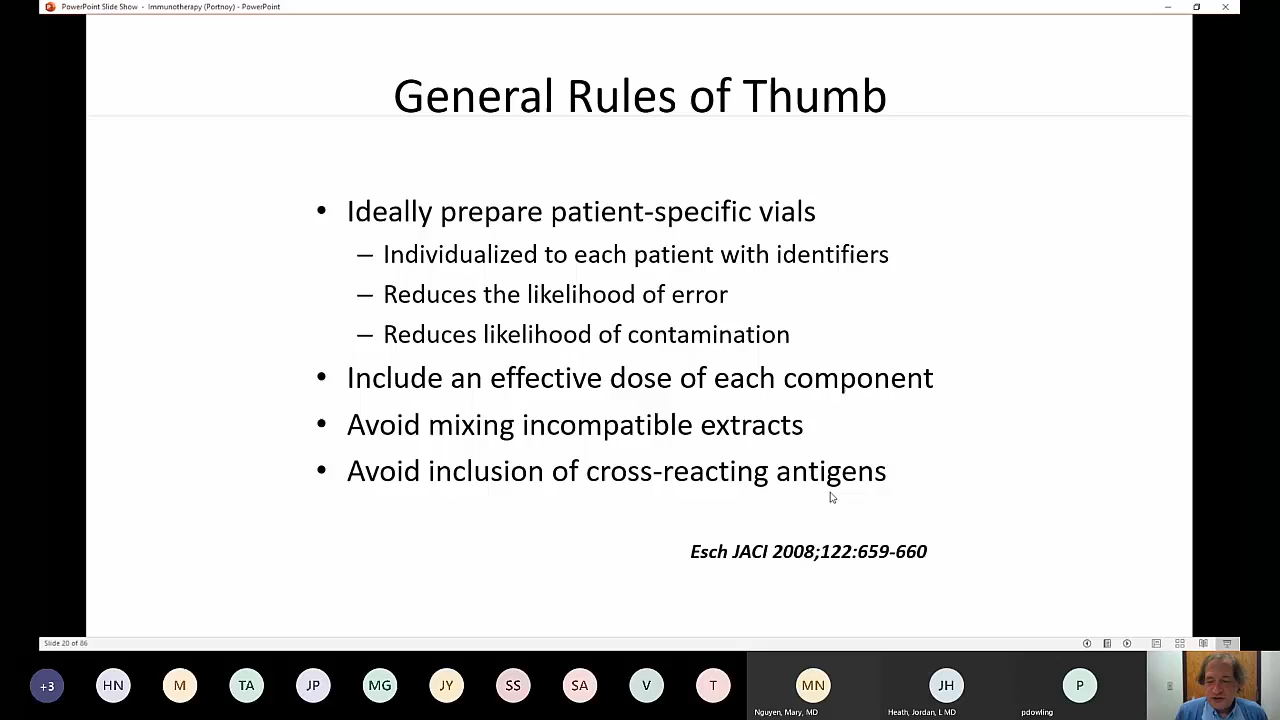 PowerPoint Slide Show - Immunotherapy (Portnoy) - PowerPoint
General Rules of Thumb
• Ideally prepare patient-specific vials
– Individualized to each patient with identifiers
– Reduces the likelihood of error
– Reduces likelihood of contamination
• Include an effective dose of each component
• Avoid mixing incompatible extracts
• Avoid inclusion of cross-reacting antigens
Esch JACI 2008;122:659-660
Slide 20 of 86
+3 HN M TA JP MG JY SS SA V T MN JH P
Nguyen, Mary, MD Heath, Jordan, L MD pdowling